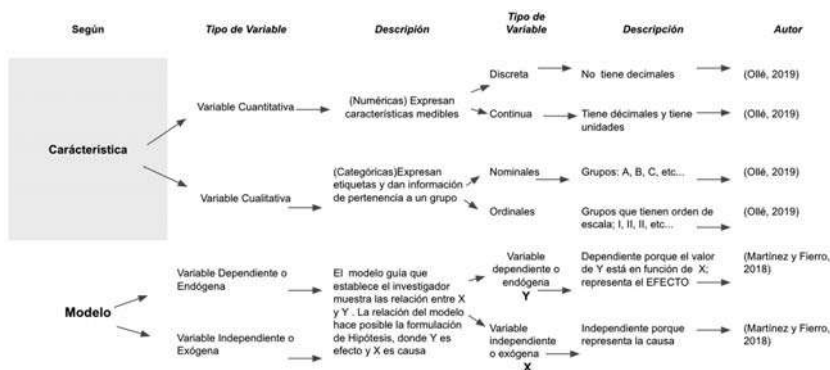 Según
Tipo de Variable
Descripión
Tipo de
Variable
Descripción
Autor
Carácterística
Variable Cuantitativa
(Numéricas) Expresan
características medibles
Discreta
No tiene decimales
(Ollé, 2019)
Continua
Tiene décimales y tiene
unidades
(Ollé, 2019)
Variable Cualitativa
(Categóricas)Expresan
etiquetas y dan información
de pertenencia a un grupo
Nominales
Grupos: A, B, C, etc...
(Ollé, 2019)
Ordinales
Grupos que tienen orden de
escala; I, II, II, etc...
(Ollé, 2019)
Modelo
Variable Dependiente o
Endógena
Variable Independiente o
Exógena
El modelo guía que
establece el investigador
muestra las relación entre X
y Y . La relación del modelo
hace posible la formulación
de Hipótesis, donde Y es
efecto y X es causa
Variable
dependiente o
endógena
Y
Dependiente porque el valor
de Y está en función de X;
representa el EFECTO
(Martínez y Fierro,
2018)
Variable
independiente
o exógena
X
Independiente porque
representa la causa
(Martínez y Fierro,
2018)